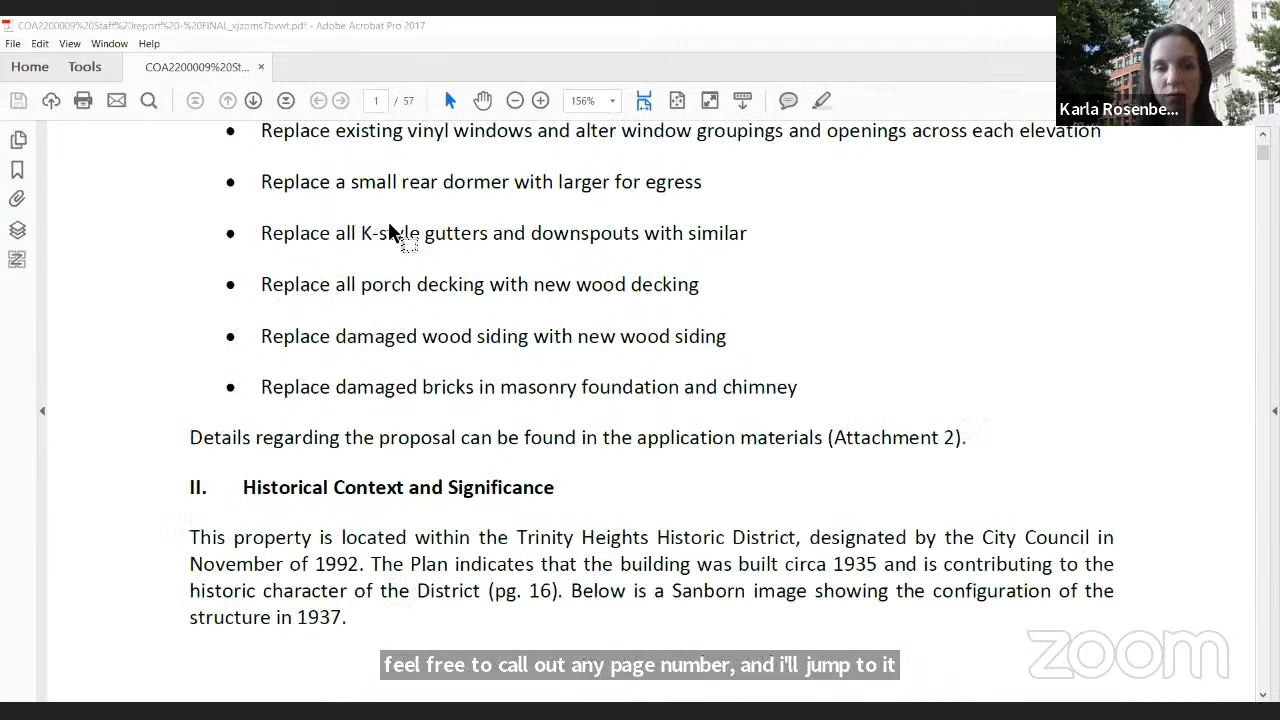 COA2200009%20Staff%20report%20-%20FINAL_xjzoms7bvwt.pdf - Adobe Acrobat Pro 2017
File Edit View Window Help
Home Tools COA2200009%20St... ×
1 / 57 156%
Karla Rosenbe...
• Replace existing vinyl windows and alter window groupings and openings across each elevation
• Replace a small rear dormer with larger for egress
• Replace all K-style gutters and downspouts with similar
• Replace all porch decking with new wood decking
• Replace damaged wood siding with new wood siding
• Replace damaged bricks in masonry foundation and chimney
Details regarding the proposal can be found in the application materials (Attachment 2).
II. Historical Context and Significance
This property is located within the Trinity Heights Historic District, designated by the City Council in
November of 1992. The Plan indicates that the building was built circa 1935 and is contributing to the
historic character of the District (pg. 16). Below is a Sanborn image showing the configuration of the
structure in 1937.
feel free to call out any page number, and i'll jump to it
zoom